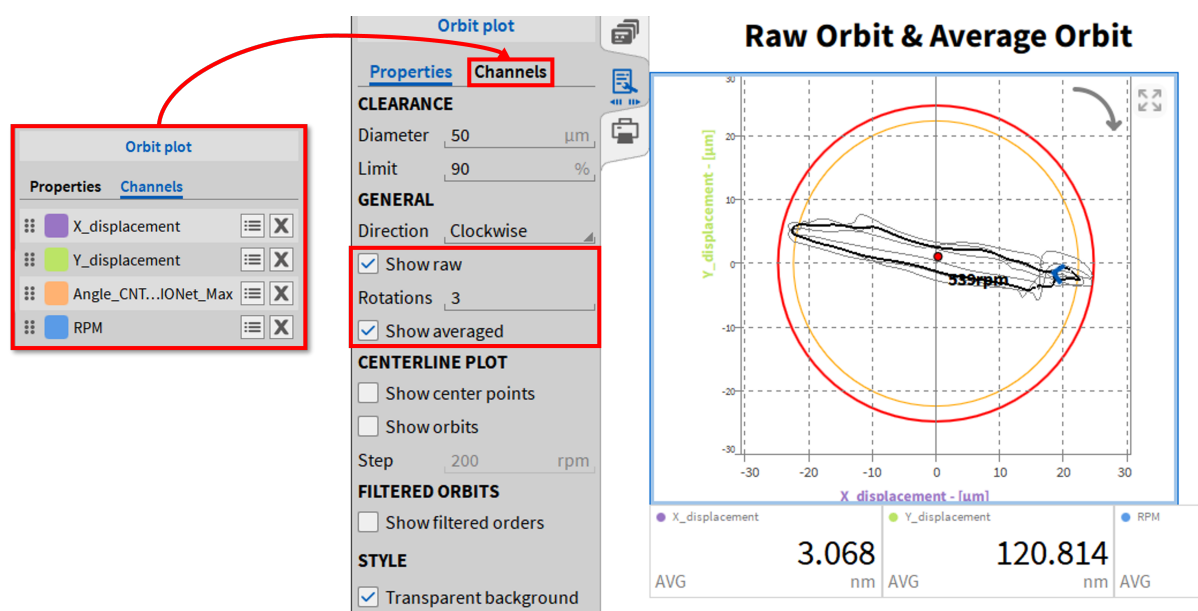 Orbit plot
Properties Channels
X_displacement
Y_displacement
Angle_CNT...IONet_Max
RPM
Orbit plot
Properties Channels
CLEARANCE
Diameter 50 µm
Limit 90 %
GENERAL
Direction Clockwise
Show raw
Rotations 3
Show averaged
CENTERLINE PLOT
Show center points
Show orbits
Step 200 rpm
FILTERED ORBITS
Show filtered orders
STYLE
Transparent background
Raw Orbit & Average Orbit
Y_displacement - [µm]
30
20
10
0
-10
-20
-30
539rpm
-30 -20 -10 0 10 20 30
X_displacement - [µm]
X_displacement
3.068
AVG nm
Y_displacement
120.814
AVG nm
RPM
AVG